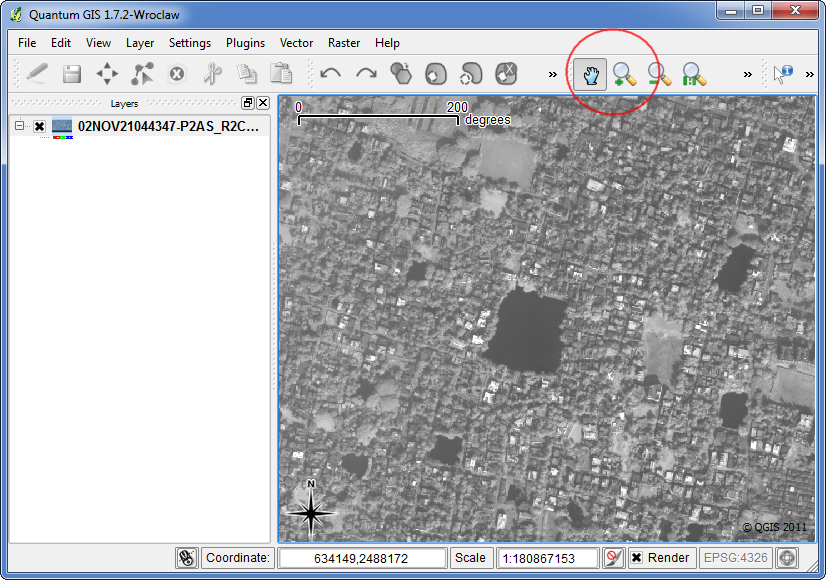 Quantum GIS 1.7.2-Wroclaw
File Edit View Layer Settings Plugins Vector Raster Help
»
»
»
Layers
02NOV21044347-P2AS_R2C...
0 200
degrees
N
© QGIS 2011
Coordinate: 634149,2488172 Scale 1:180867153 Render EPSG:4326